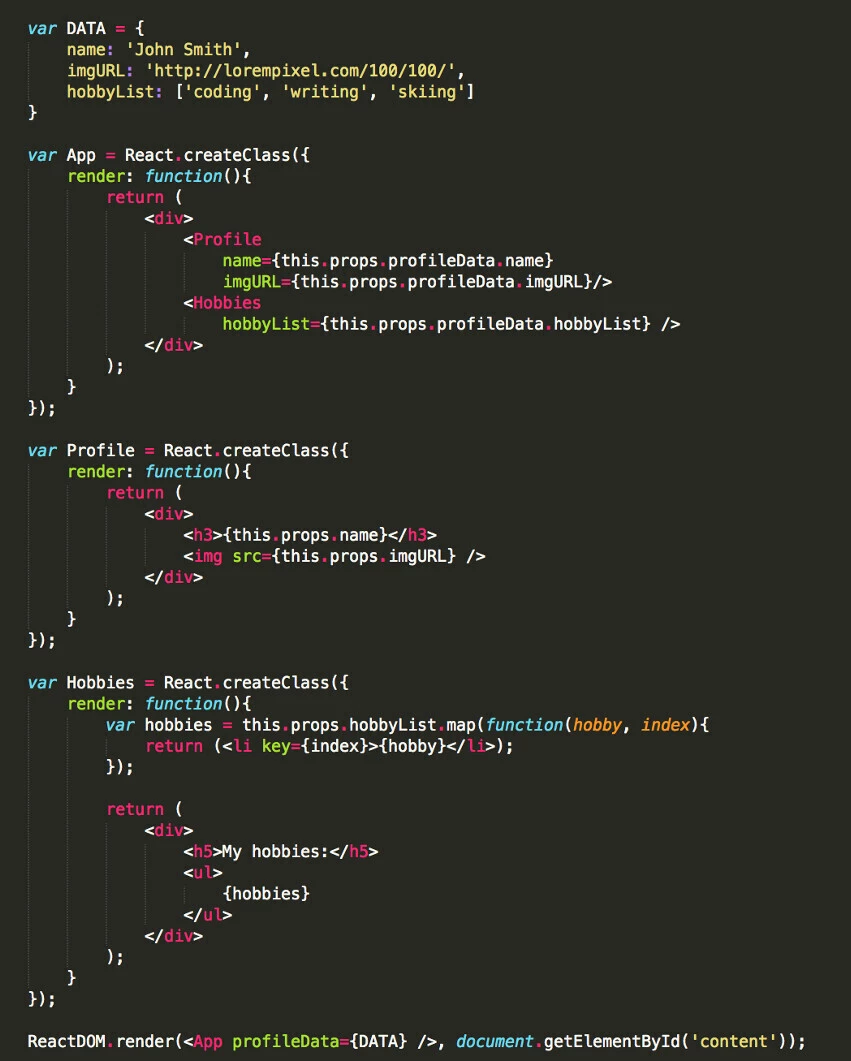 var DATA = {
    name: 'John Smith',
    imgURL: 'http://lorempixel.com/100/100/',
    hobbyList: ['coding', 'writing', 'skiing']
}

var App = React.createClass({
    render: function(){
        return (
            <div>
                <Profile
                    name={this.props.profileData.name}
                    imgURL={this.props.profileData.imgURL}/>
                <Hobbies
                    hobbyList={this.props.profileData.hobbyList} />
            </div>
        );
    }
});

var Profile = React.createClass({
    render: function(){
        return (
            <div>
                <h3>{this.props.name}</h3>
                <img src={this.props.imgURL} />
            </div>
        );
    }
});

var Hobbies = React.createClass({
    render: function(){
        var hobbies = this.props.hobbyList.map(function(hobby, index){
            return (<li key={index}>{hobby}</li>);
        });

        return (
            <div>
                <h5>My hobbies:</h5>
                <ul>
                    {hobbies}
                </ul>
            </div>
        );
    }
});

ReactDOM.render(<App profileData={DATA} />, document.getElementById('content'));